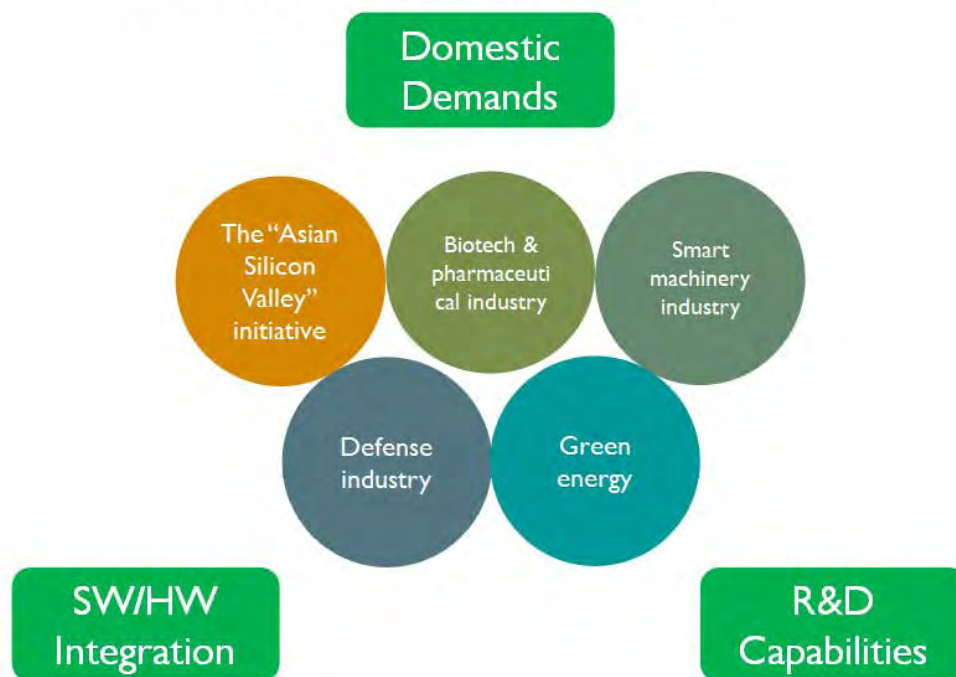 Domestic
Demands
The “Asian
Silicon
Valley”
initiative
Biotech &
pharmaceuti
cal industry
Smart
machinery
industry
Defense
industry
Green
energy
SW/HW
Integration
R&D
Capabilities